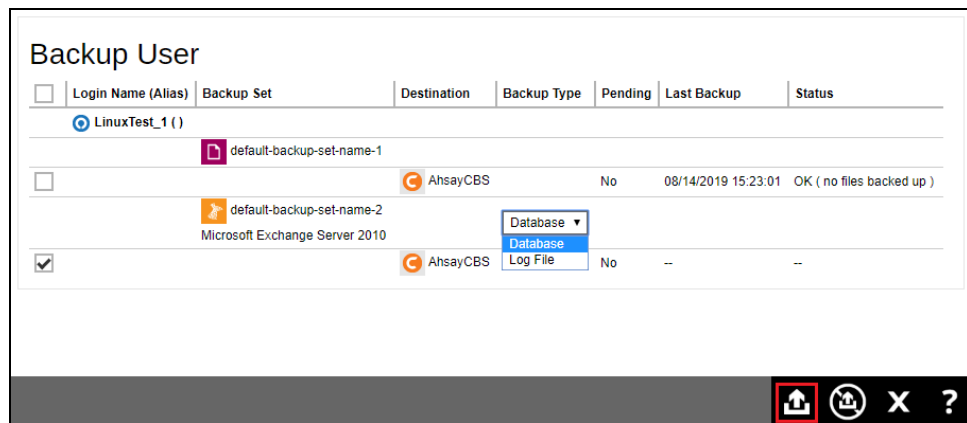 Backup User
Login Name (Alias) Backup Set Destination Backup Type Pending Last Backup Status
LinuxTest_1 ( )
default-backup-set-name-1
AhsayCBS No 08/14/2019 15:23:01 OK ( no files backed up )
default-backup-set-name-2
Microsoft Exchange Server 2010
Database ▼
Database
AhsayCBS Log File No -- --
X ?